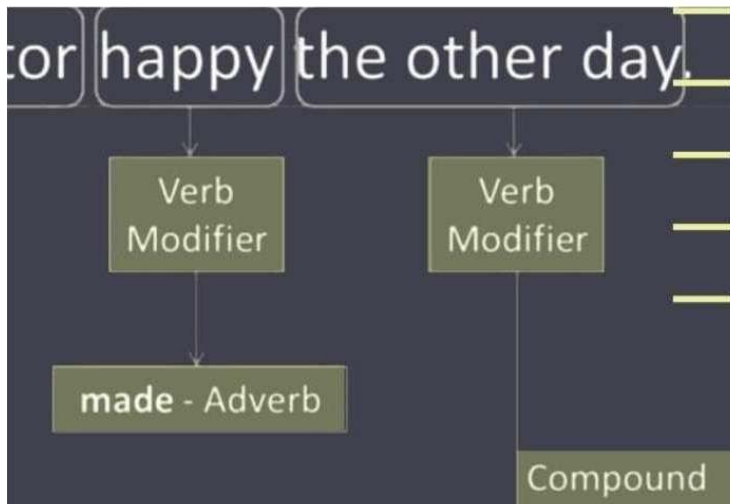 tor happy the other day.
Verb Modifier
Verb Modifier
made - Adverb
Compound